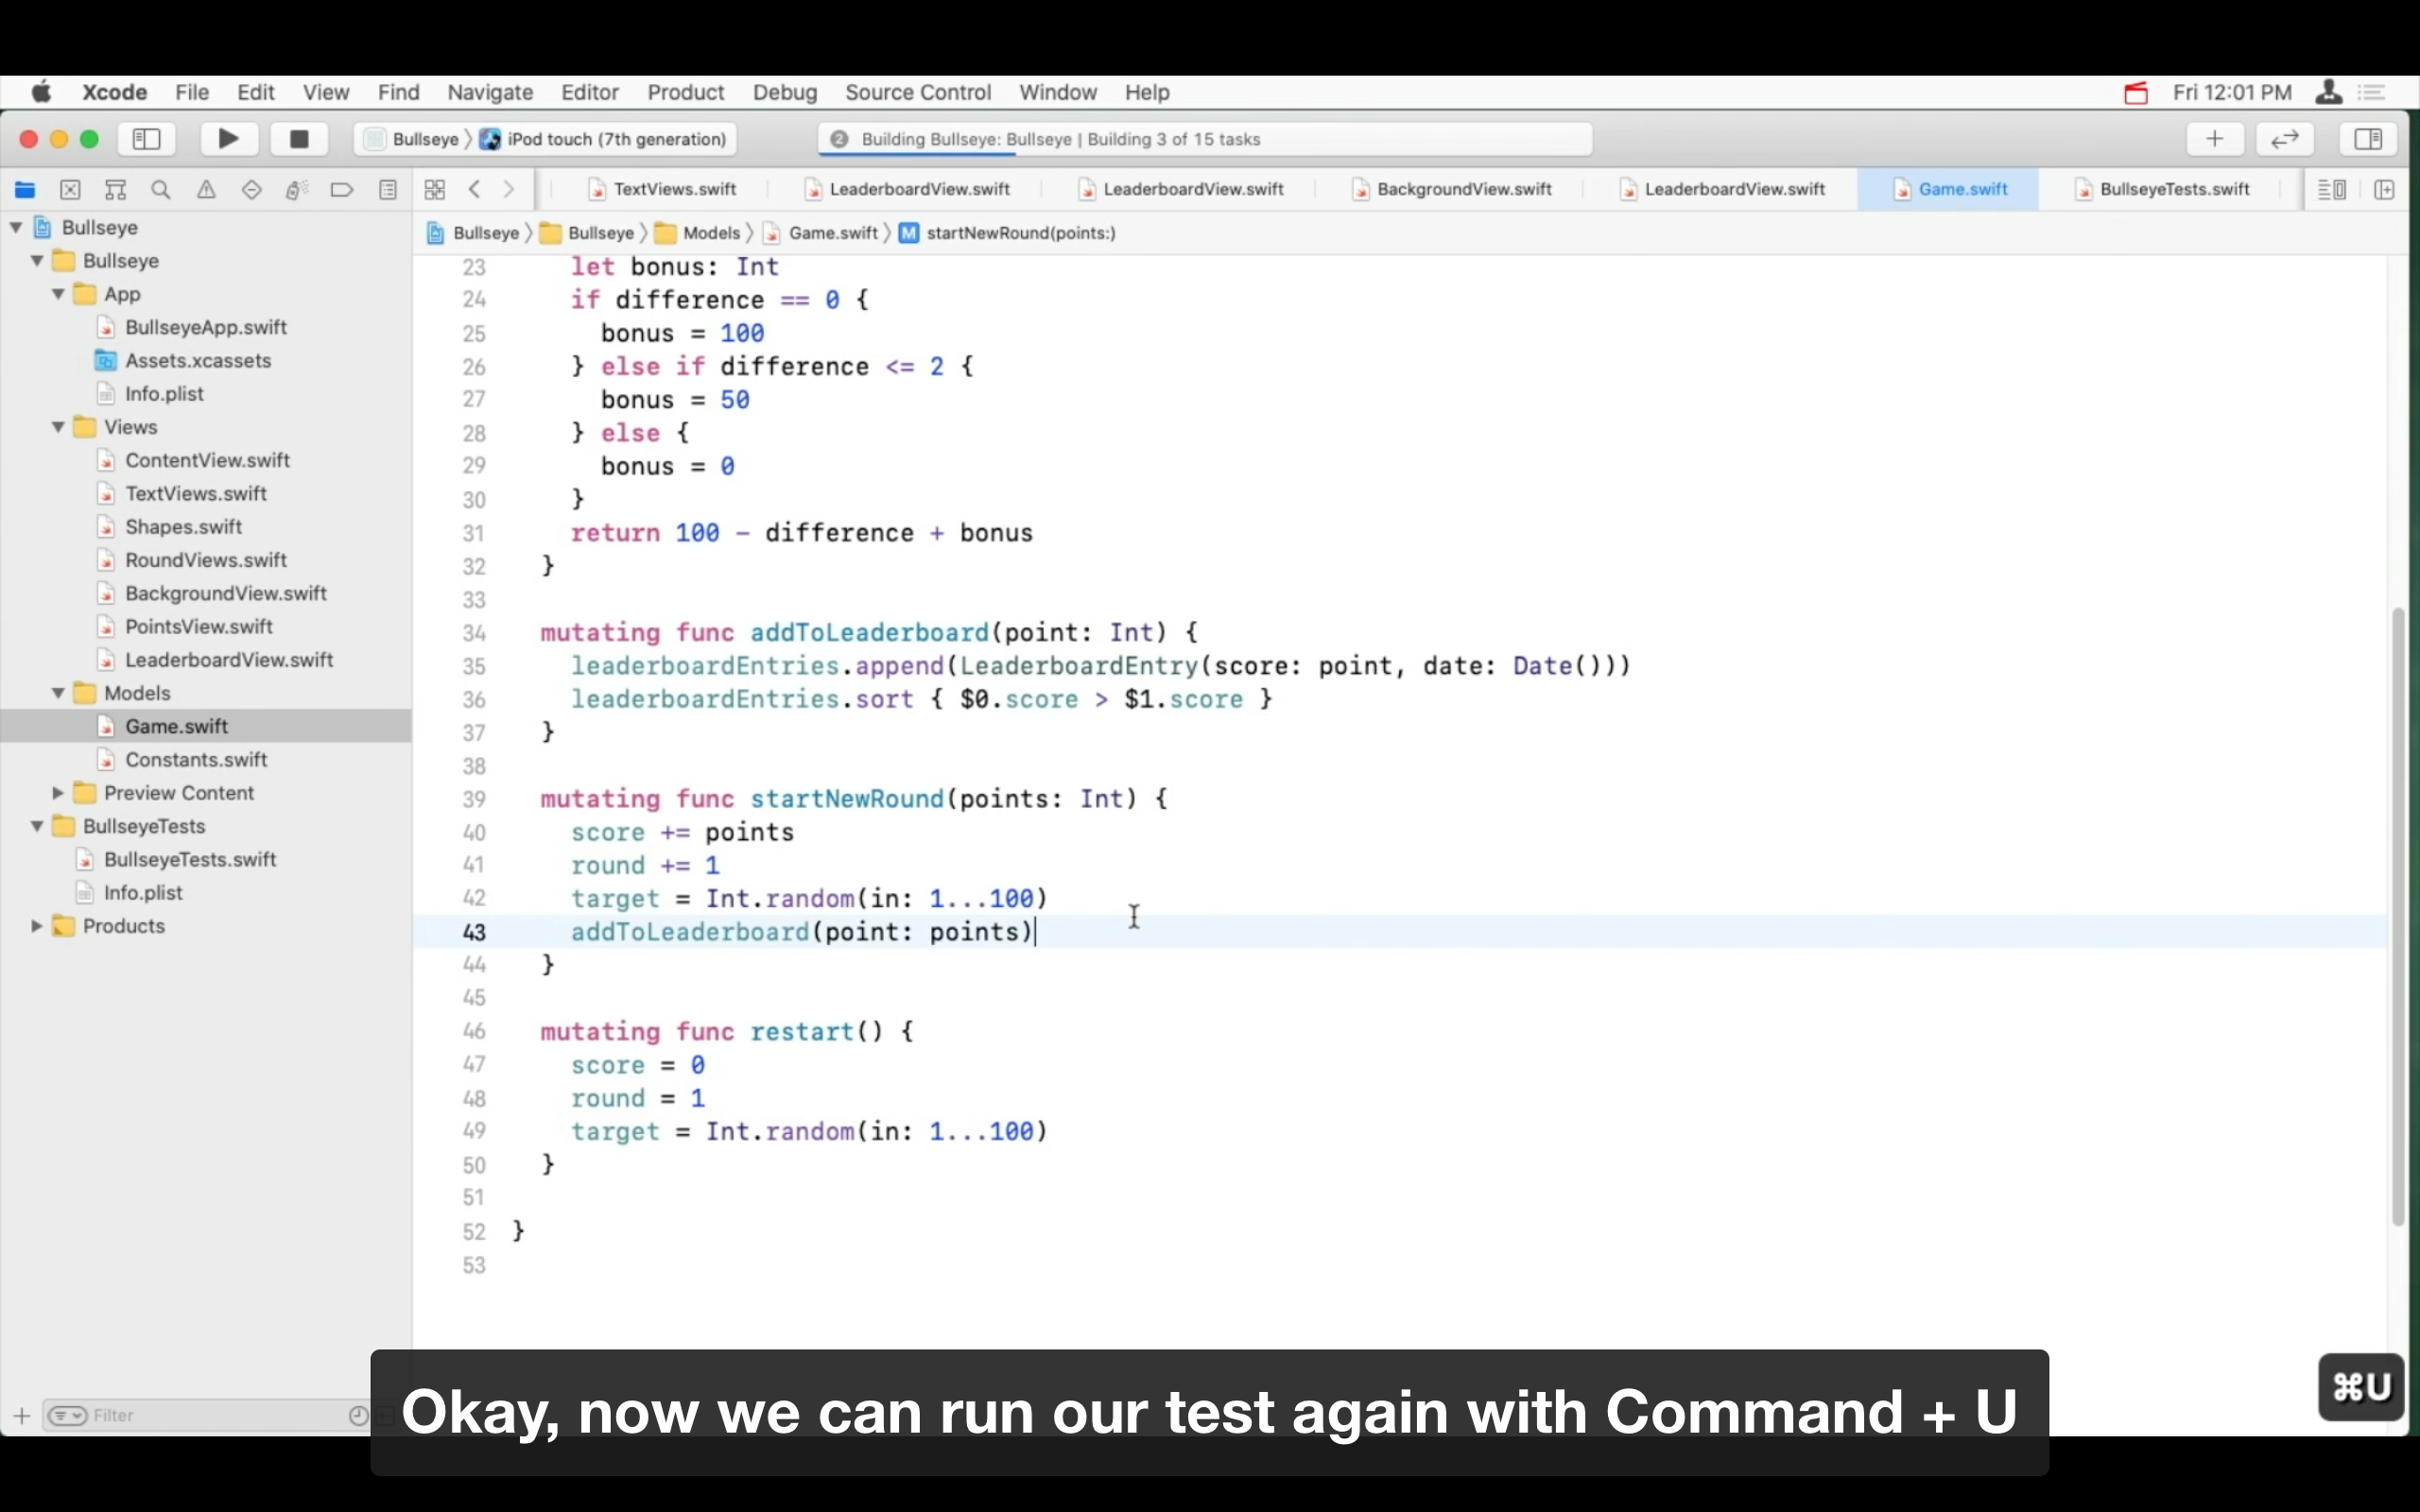 Xcode File Edit View Find Navigate Editor Product Debug Source Control Window Help Fri 12:01 PM
Bullseye iPod touch (7th generation) 2 Building Bullseye: Bullseye | Building 3 of 15 tasks
TextViews.swift LeaderboardView.swift LeaderboardView.swift BackgroundView.swift LeaderboardView.swift Game.swift BullseyeTests.swift
Bullseye Bullseye Models Game.swift M startNewRound(points:)
Bullseye
Bullseye
App
BullseyeApp.swift
Assets.xcassets
Info.plist
Views
ContentView.swift
TextViews.swift
Shapes.swift
RoundViews.swift
BackgroundView.swift
PointsView.swift
LeaderboardView.swift
Models
Game.swift
Constants.swift
Preview Content
BullseyeTests
BullseyeTests.swift
Info.plist
Products
Filter
23 let bonus: Int
24 if difference == 0 {
25 bonus = 100
26 } else if difference <= 2 {
27 bonus = 50
28 } else {
29 bonus = 0
30 }
31 return 100 - difference + bonus
32 }
33
34 mutating func addToLeaderboard(point: Int) {
35 leaderboardEntries.append(LeaderboardEntry(score: point, date: Date()))
36 leaderboardEntries.sort { $0.score > $1.score }
37 }
38
39 mutating func startNewRound(points: Int) {
40 score += points
41 round += 1
42 target = Int.random(in: 1...100)
43 addToLeaderboard(point: points)
44 }
45
46 mutating func restart() {
47 score = 0
48 round = 1
49 target = Int.random(in: 1...100)
50 }
51
52 }
53
Okay, now we can run our test again with Command + U
⌘U